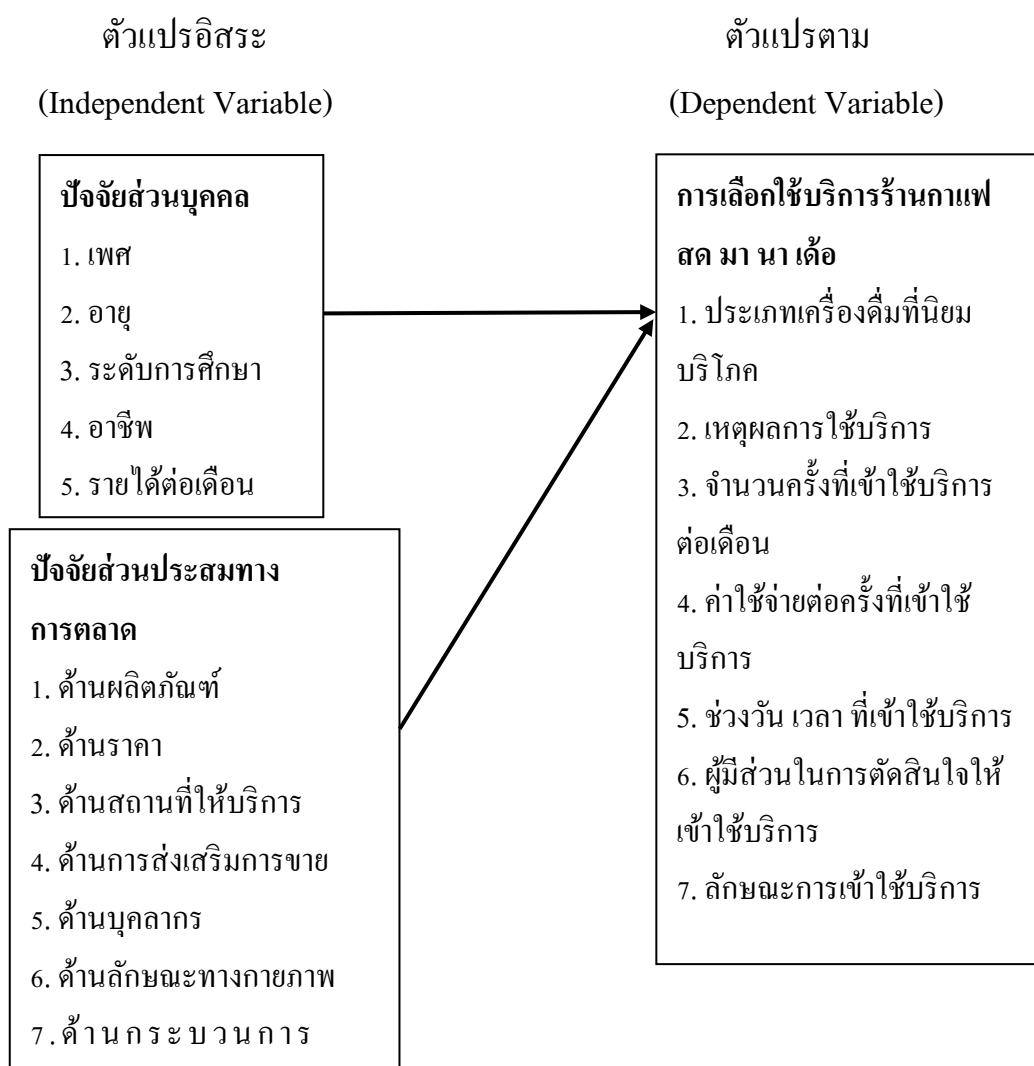 ตัวแปรอิสระ
(Independent Variable)
ปัจจัยส่วนบุคคล
1. เพศ
2. อายุ
3. ระดับการศึกษา
4. อาชีพ
5. รายได้ต่อเดือน
ปัจจัยส่วนประสมทาง
การตลาด
1. ด้านผลิตภัณฑ์
2. ด้านราคา
3. ด้านสถานที่ให้บริการ
4. ด้านการส่งเสริมการขาย
5. ด้านบุคลากร
6. ด้านลักษณะทางกายภาพ
7. ด้านกระบวนการ
ตัวแปรตาม
(Dependent Variable)
การเลือกใช้บริการร้านกาแฟ
สด มา นา เด้อ
1. ประเภทเครื่องดื่มที่นิยม
บริโภค
2. เหตุผลการใช้บริการ
3. จำนวนครั้งที่เข้าใช้บริการ
ต่อเดือน
4. ค่าใช้จ่ายต่อครั้งที่เข้าใช้
บริการ
5. ช่วงวัน เวลา ที่เข้าใช้บริการ
6. ผู้มีส่วนในการตัดสินใจให้
เข้าใช้บริการ
7. ลักษณะการเข้าใช้บริการ